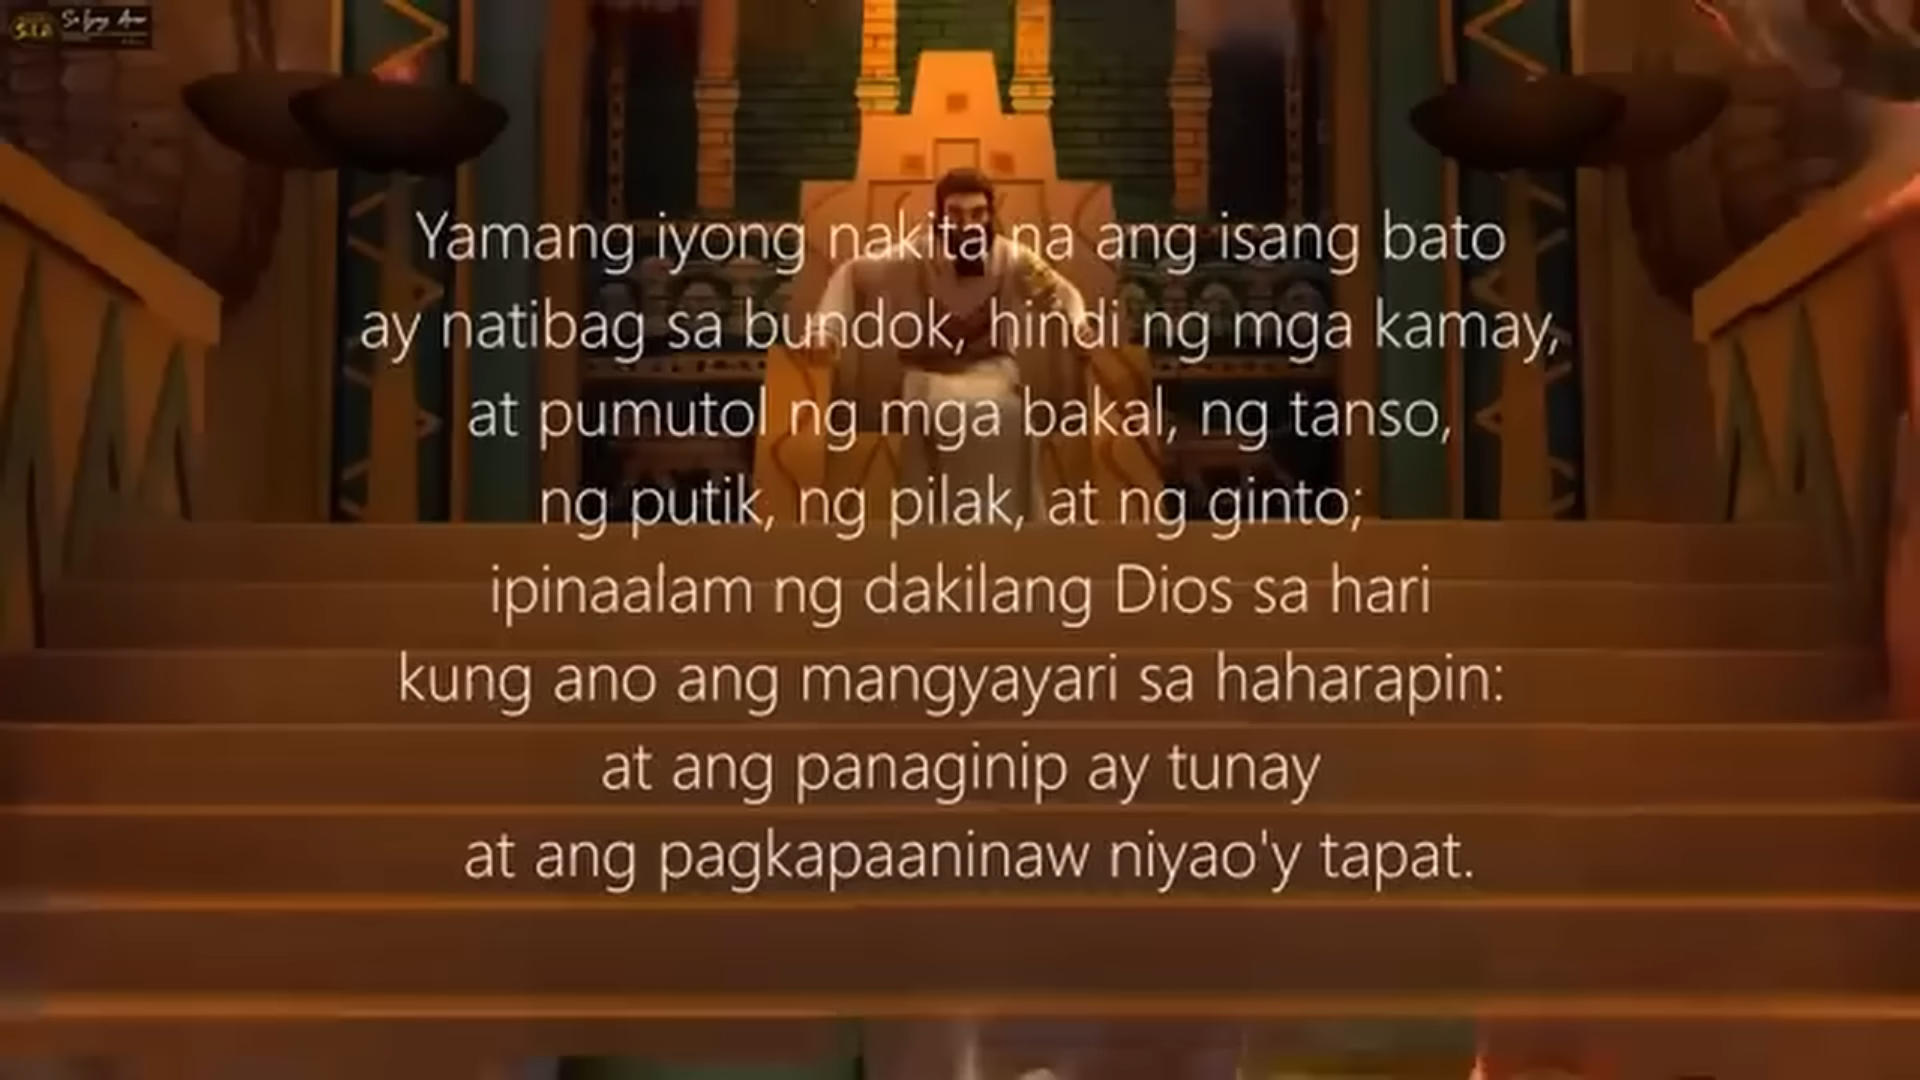 Yamang iyong nakita na ang isang bato
ay natibag sa bundok, hindi ng mga kamay,
at pumutol ng mga bakal, ng tanso,
ng putik, ng pilak, at ng ginto;
ipinaalam ng dakilang Dios sa hari
kung ano ang mangyayari sa haharapin:
at ang panaginip ay tunay
at ang pagkapaaninaw niyao'y tapat.